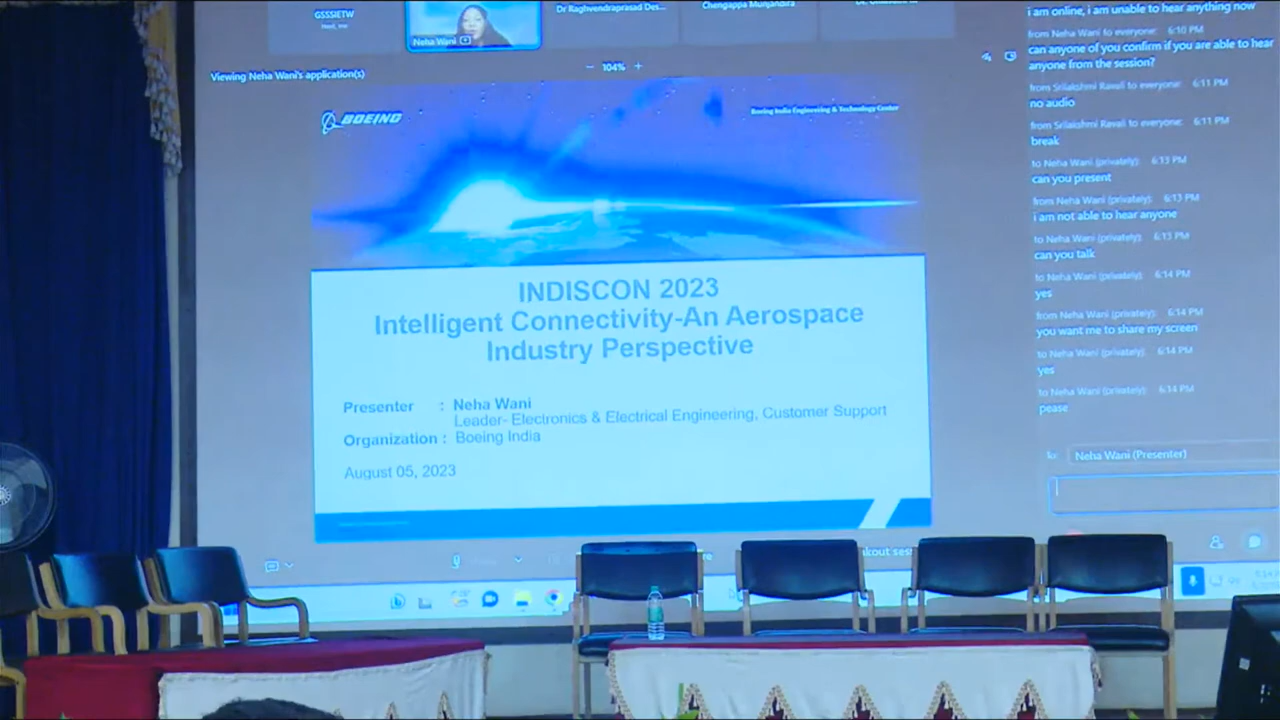 GSSSIETW
Neha Wani
Dr Raghvendraprasad Des...
Chengappa Munjandira
Viewing Neha Wani's application(s)
104%
BOEING
Boeing India Engineering & Technology Center
INDISCON 2023
Intelligent Connectivity-An Aerospace
Industry Perspective
Presenter : Neha Wani
Leader- Electronics & Electrical Engineering, Customer Support
Organization : Boeing India
August 05, 2023
i am online, i am unable to hear anything now
from Neha Wani to everyone: 6:10 PM
can anyone of you confirm if you are able to hear
anyone from the session?
from Srilakshmi Ravali to everyone: 6:11 PM
no audio
from Srilakshmi Ravali to everyone: 6:11 PM
break
to Neha Wani (privately): 6:13 PM
can you present
from Neha Wani (privately): 6:13 PM
i am not able to hear anyone
to Neha Wani (privately): 6:13 PM
can you talk
to Neha Wani (privately): 6:14 PM
yes
from Neha Wani (privately): 6:14 PM
you want me to share my screen
to Neha Wani (privately): 6:14 PM
yes
to Neha Wani (privately): 6:14 PM
pease
To: Neha Wani (Presenter)